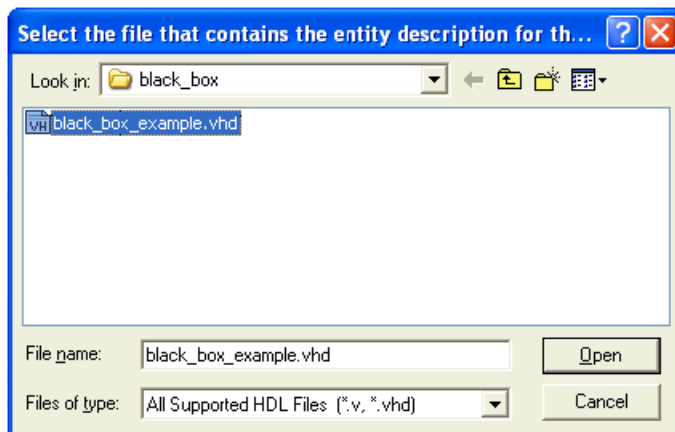 Select the file that contains the entity description for th...
Look in: black_box
VH black_box_example.vhd
File name: black_box_example.vhd Open
Files of type: All Supported HDL Files (*.v, *.vhd) Cancel